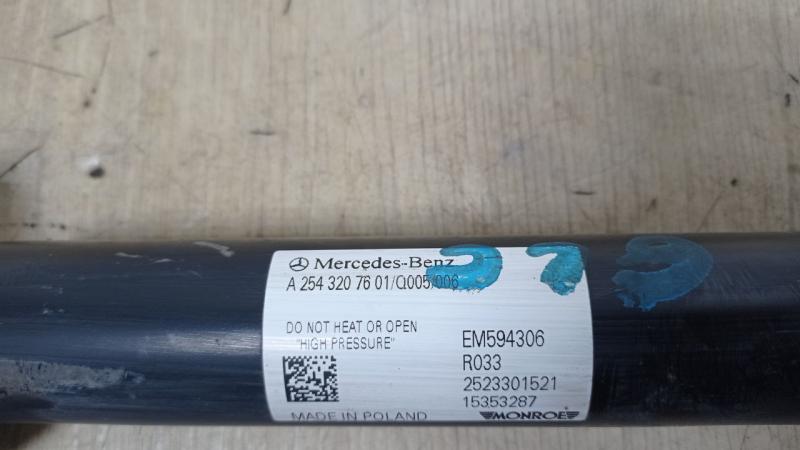 Mercedes-Benz
A 254 320 76 01/Q005/006
DO NOT HEAT OR OPEN
"HIGH PRESSURE"
EM594306
R033
2523301521
15353287
MADE IN POLAND
MONROE